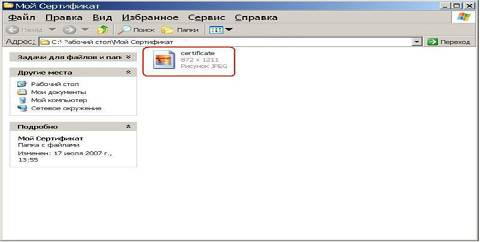 Мой Сертификат
Файл Правка Вид Избранное Сервис Справка
Назад Поиск Папки
Адрес: C:\ Рабочий стол\Мой Сертификат Переход
Задачи для файлов и пап
certificate
872 x 1211
Рисунок JPEG
Другие места
Рабочий стол
Мои документы
Мой компьютер
Сетевое окружение
Подробно
Мой Сертификат
Папка с файлами
Изменен: 17 июля 2007 г.,
13:55